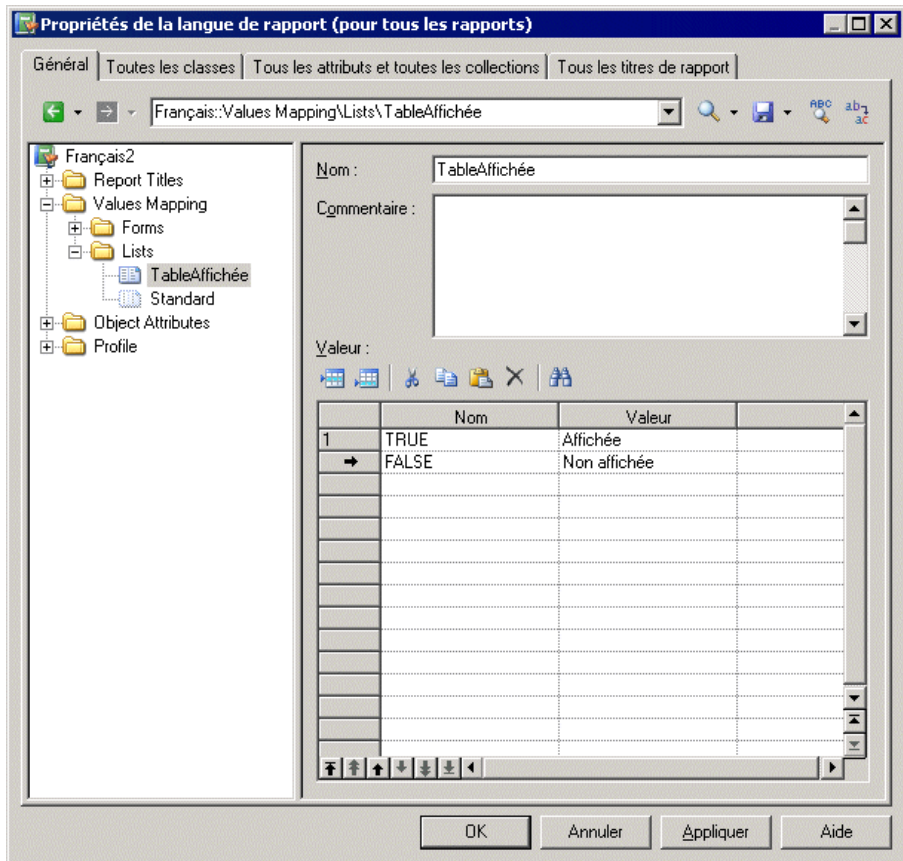 Propriétés de la langue de rapport (pour tous les rapports)
Général Toutes les classes Tous les attributs et toutes les collections Tous les titres de rapport
Français::Values Mapping\Lists\TableAffichée
ABC
ab
ac
Français2
Report Titles
Values Mapping
Forms
Lists
TableAffichée
Standard
Object Attributes
Profile
Nom : TableAffichée
Commentaire :
Valeur :
Nom Valeur
1 TRUE Affichée
FALSE Non affichée
OK Annuler Appliquer Aide